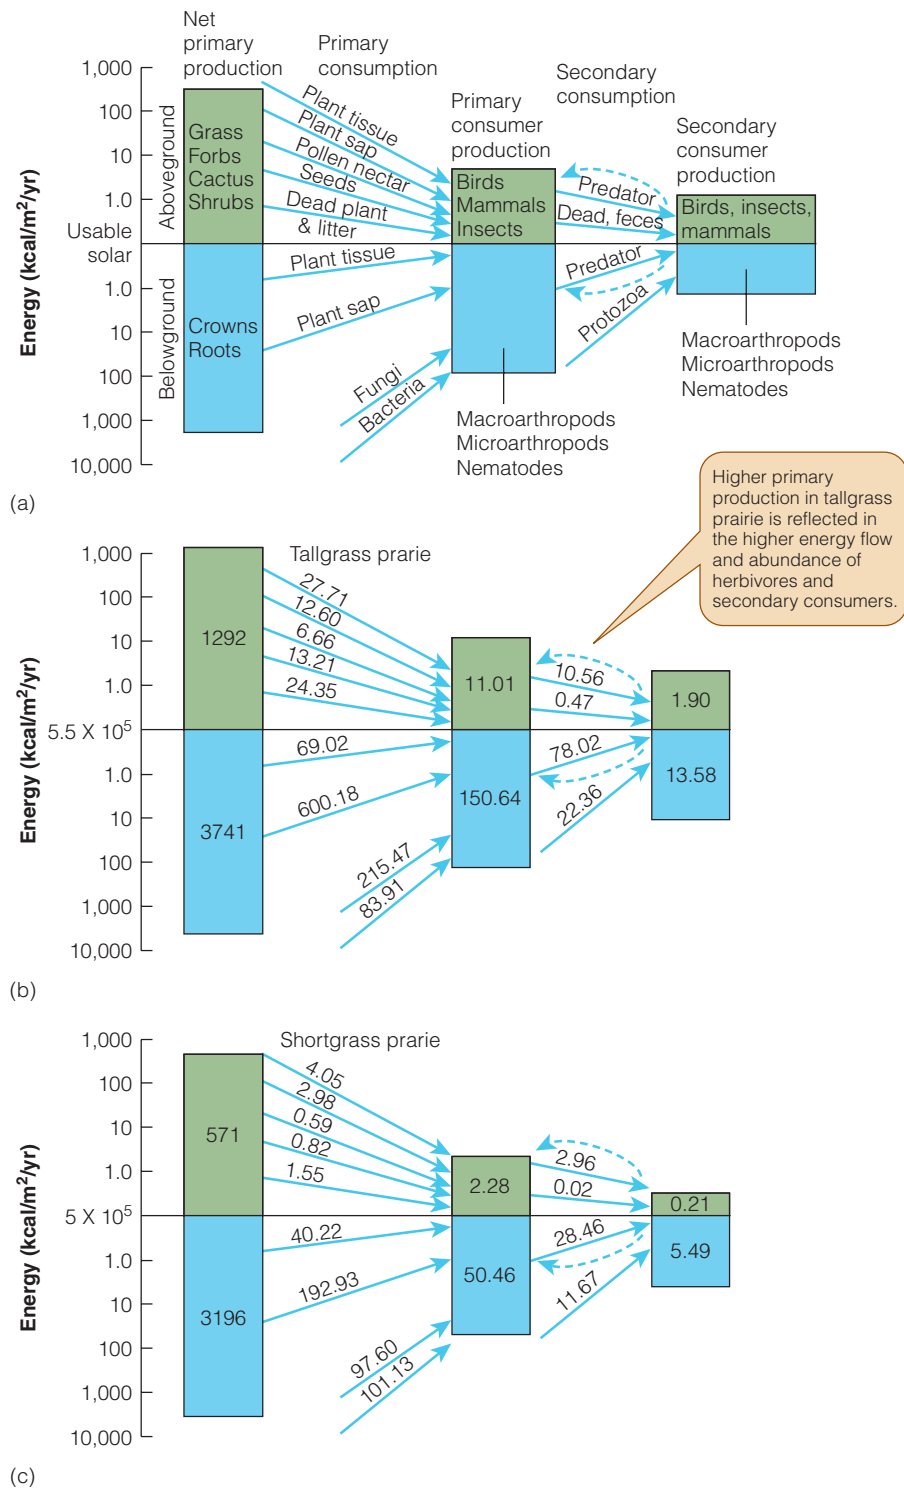 Net
primary
production
Primary
consumption
Secondary
consumption
Primary
consumer
production
Secondary
consumer
production
Energy (kcal/m²/yr)
1,000
100
10
1.0
Usable
solar
1.0
10
100
1,000
10,000
Aboveground
Belowground
Grass
Forbs
Cactus
Shrubs
Crowns
Roots
Plant tissue
Plant sap
Pollen nectar
Seeds
Dead plant
& litter
Plant tissue
Plant sap
Fungi
Bacteria
Birds
Mammals
Insects
Macroarthropods
Microarthropods
Nematodes
Predator
Dead, feces
Predator
Protozoa
Birds, insects,
mammals
Macroarthropods
Microarthropods
Nematodes
(a)
Higher primary
production in tallgrass
prairie is reflected in
the higher energy flow
and abundance of
herbivores and
secondary consumers.
Tallgrass prarie
Energy (kcal/m²/yr)
1,000
100
10
1.0
5.5 X 10⁵
1.0
10
100
1,000
10,000
1292
3741
27.71
12.60
6.66
13.21
24.35
69.02
600.18
215.47
83.91
11.01
150.64
10.56
0.47
78.02
22.36
1.90
13.58
(b)
Shortgrass prarie
Energy (kcal/m²/yr)
1,000
100
10
1.0
5 X 10⁵
1.0
10
100
1,000
10,000
571
3196
4.05
2.98
0.59
0.82
1.55
40.22
192.93
97.60
101.13
2.28
50.46
2.96
0.02
28.46
11.67
0.21
5.49
(c)